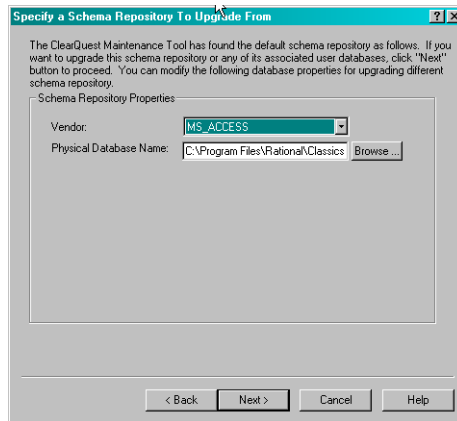 Specify a Schema Repository To Upgrade From
The ClearQuest Maintenance Tool has found the default schema repository as follows. If you
want to upgrade this schema repository or any of its associated user databases, click "Next"
button to proceed. You can modify the following database properties for upgrading different
schema repository.
Schema Repository Properties
Vendor:
MS_ACCESS
Physical Database Name:
C:\Program Files\Rational\Classics
Browse ...
< Back
Next >
Cancel
Help